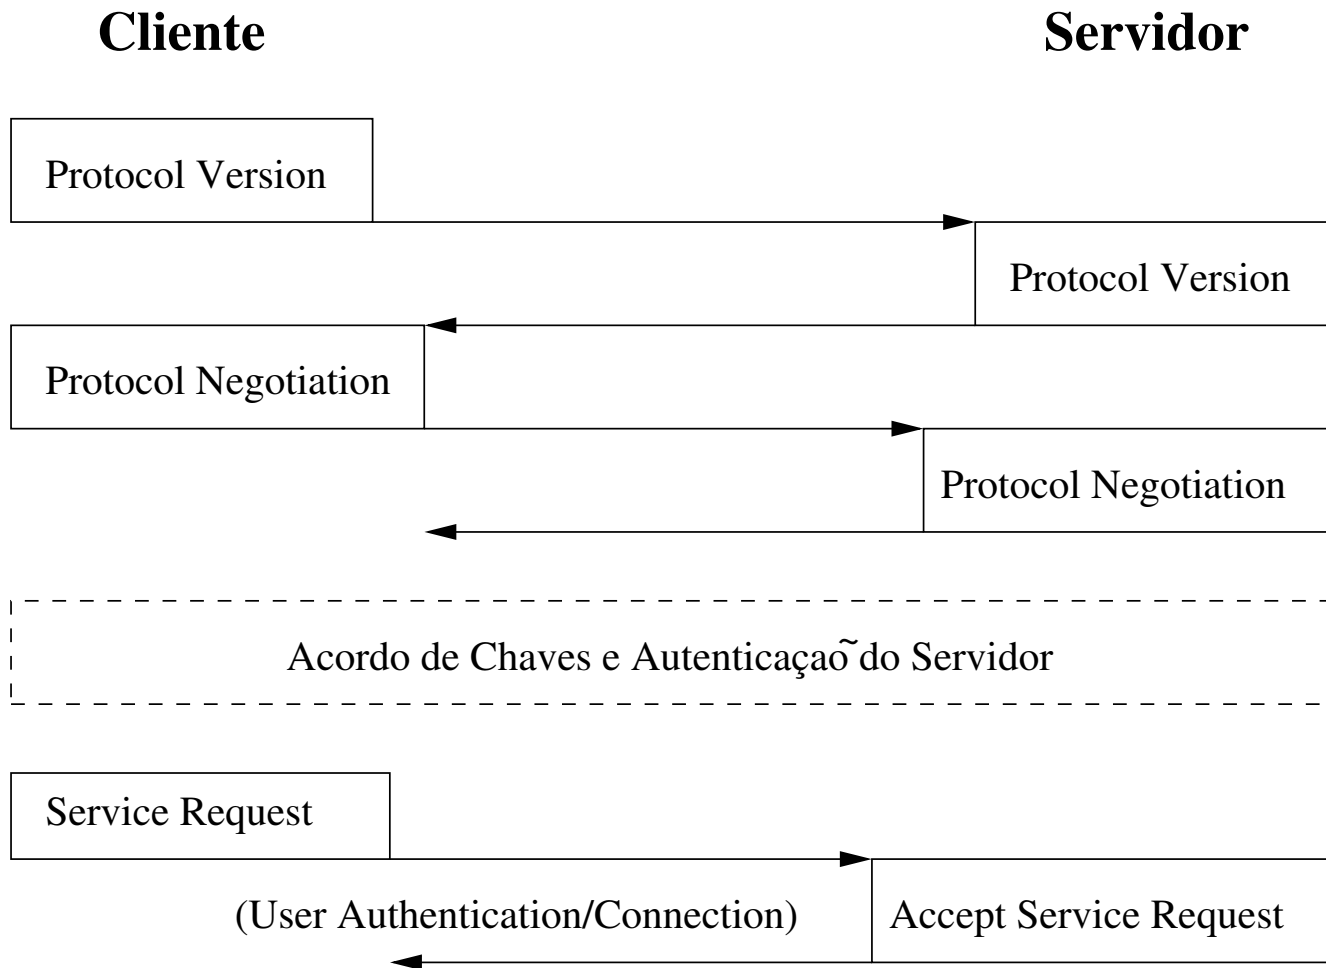 Cliente
Servidor
Protocol Version
Protocol Version
Protocol Negotiation
Protocol Negotiation
Acordo de Chaves e Autenticaçaõ do Servidor
Service Request
(User Authentication/Connection)
Accept Service Request